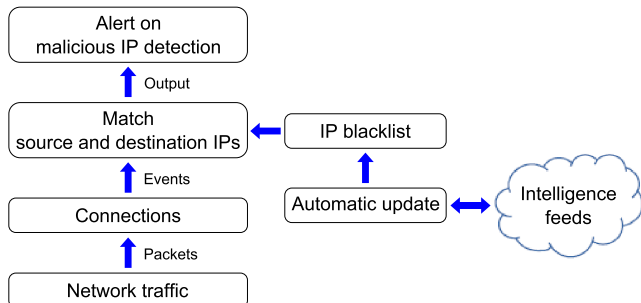 Alert on
malicious IP detection
Output
Match
source and destination IPs
IP blacklist
Events
Automatic update
Intelligence
feeds
Connections
Packets
Network traffic